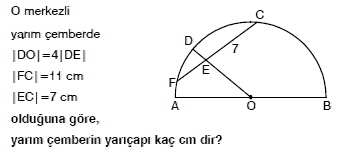 O merkezli
yarım çemberde
|DO|=4|DE|
|FC|=11 cm
|EC|=7 cm
olduğuna göre,
yarım çemberin yarıçapı kaç cm dir?
C
D
7
E
F
A
O
B